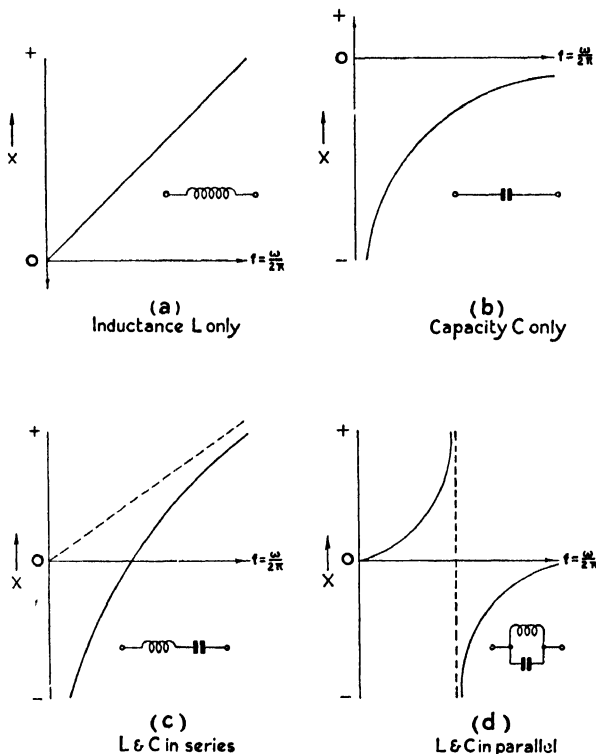 +
O
X
f = ω/2π
(a)
Inductance L only
+
O
X
−
f = ω/2π
(b)
Capacity C only
+
O
X
−
f = ω/2π
(c)
L & C in series
+
O
X
−
f = ω/2π
(d)
L & C in parallel